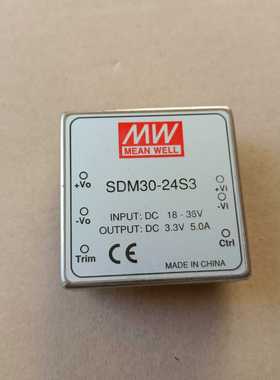 MW
MEAN WELL
SDM30-24S3
+Vo
+Vi
-Vi
-Vo
INPUT: DC 18 - 36V
OUTPUT: DC 3.3V 5.0A
Trim
Ctrl
CE
MADE IN CHINA